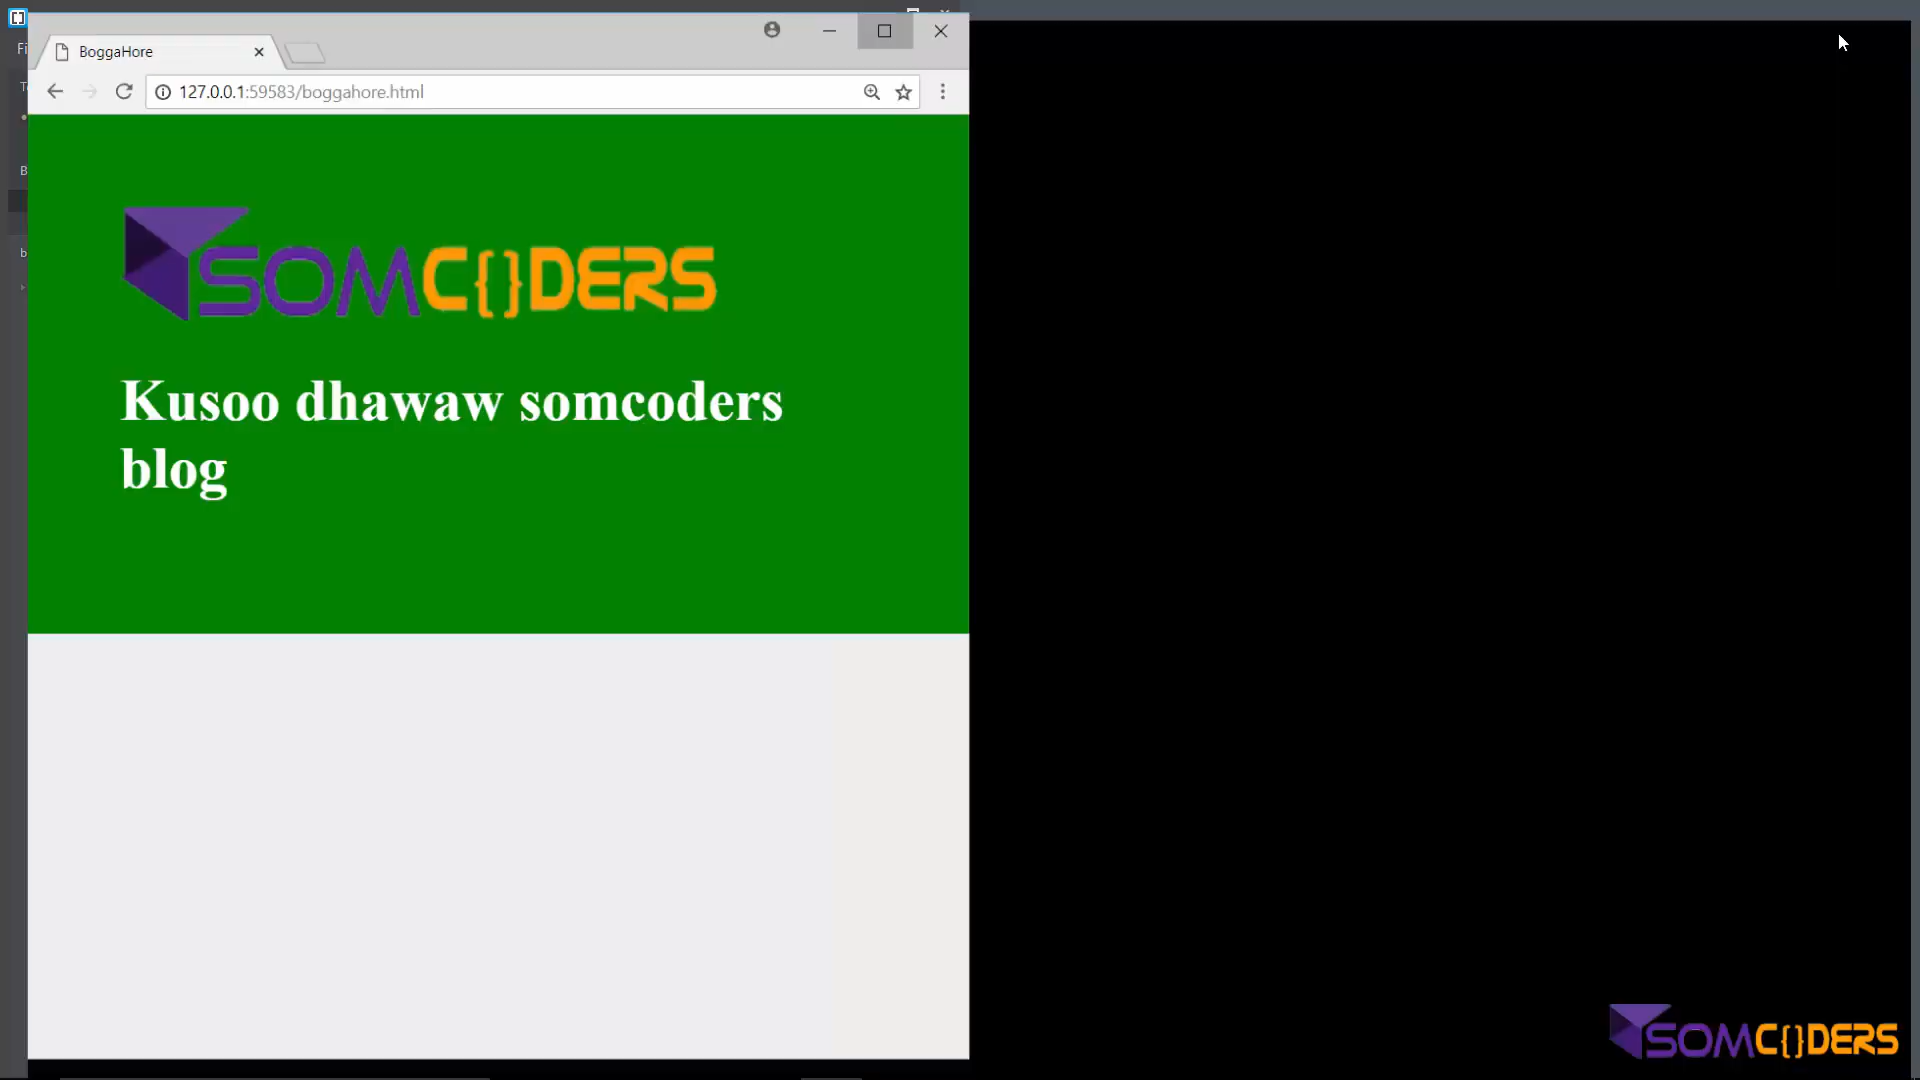 BoggaHore
127.0.0.1:59583/boggahore.html
SOMC{}DERS
Kusoo dhawaw somcoders
blog
SOMC{}DERS